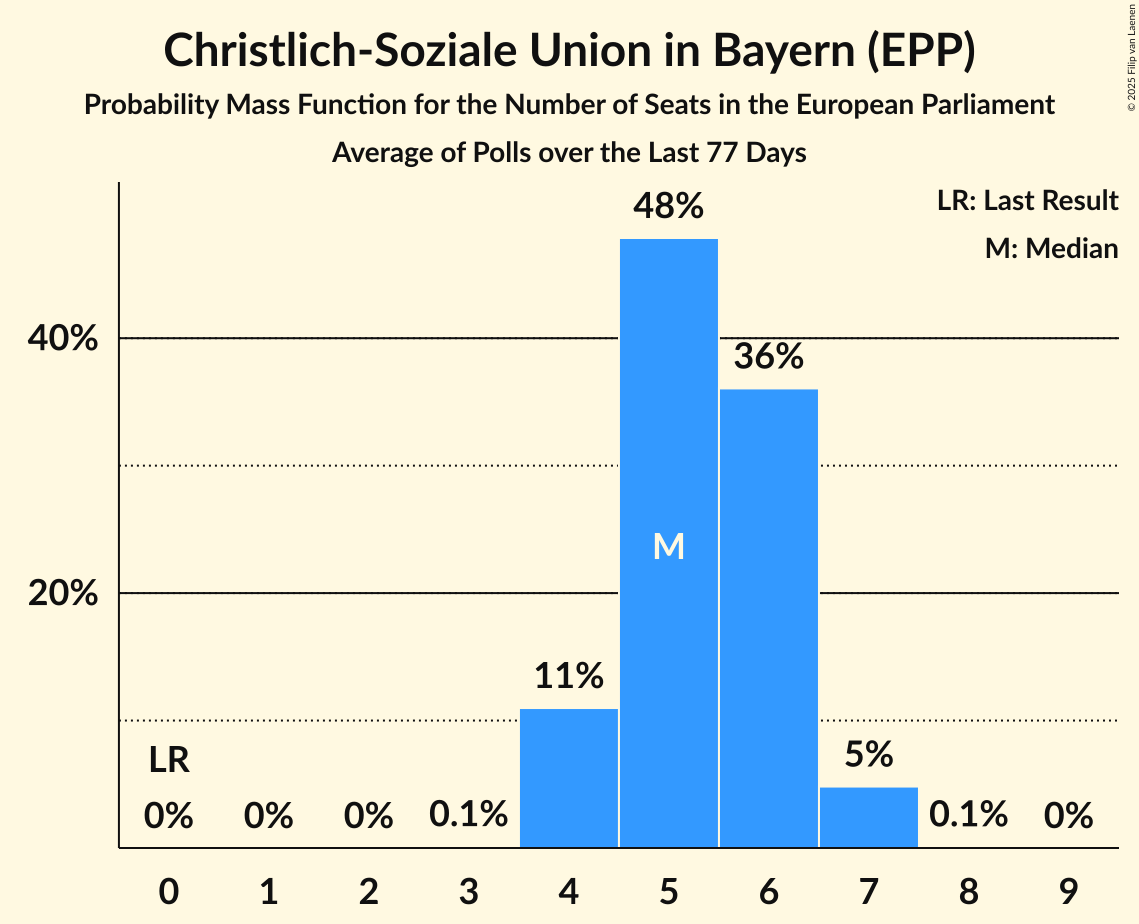 Christlich-Soziale Union in Bayern (EPP)
Probability Mass Function for the Number of Seats in the European Parliament
Average of Polls over the Last 77 Days
© 2025 Filip van Laenen
LR: Last Result
M: Median
48%
40%
36%
M
20%
11%
LR
5%
0% 0% 0% 0.1% 0.1% 0%
0 1 2 3 4 5 6 7 8 9